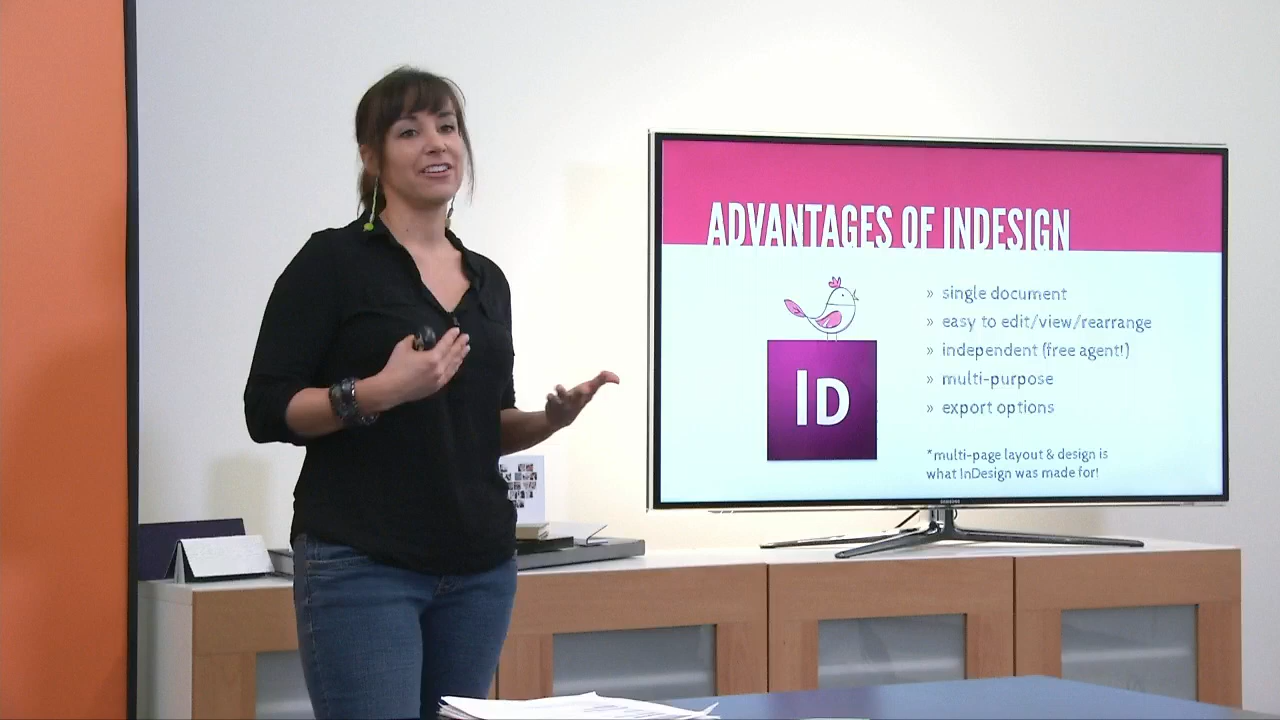 ADVANTAGES OF INDESIGN
» single document
» easy to edit/view/rearrange
» independent (free agent!)
» multi-purpose
» export options
ID
*multi-page layout & design is
what InDesign was made for!
SAMSUNG